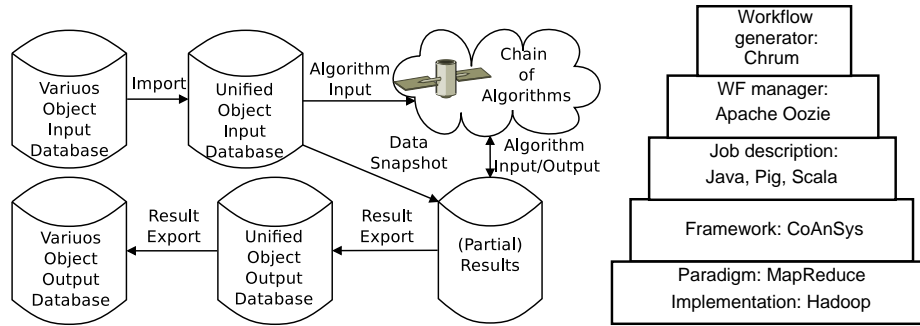 Variuos
Object
Input
Database
Import
Unified
Object
Input
Database
Algorithm
Input
Chain
of
Algorithms
Data
Snapshot
Algorithm
Input/Output
Variuos
Object
Output
Database
Result
Export
Unified
Object
Output
Database
Result
Export
(Partial)
Results
Workflow
generator:
Chrum
WF manager:
Apache Oozie
Job description:
Java, Pig, Scala
Framework: CoAnSys
Paradigm: MapReduce
Implementation: Hadoop